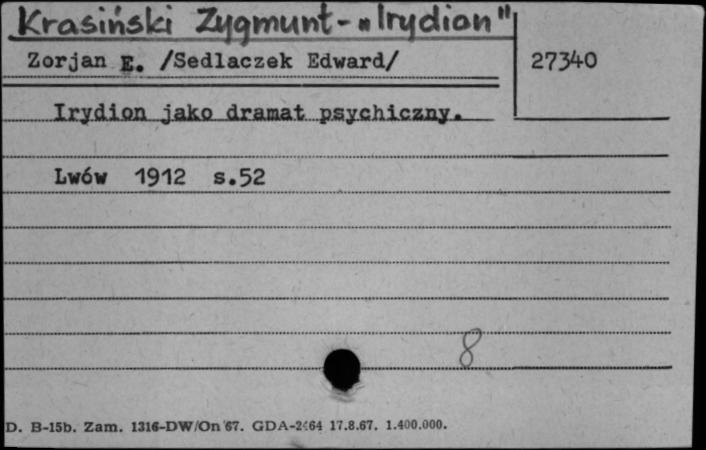 Krasiński Zygmunt - „Irydion"
Zorjan E. /Sedlaczek Edward/
27340
Irydion jako dramat psychiczny.
Lwów 1912 s.52
8
D. B-15b. Zam. 1316-DW/On 67. GDA-2464 17.8.67. 1.400.000.